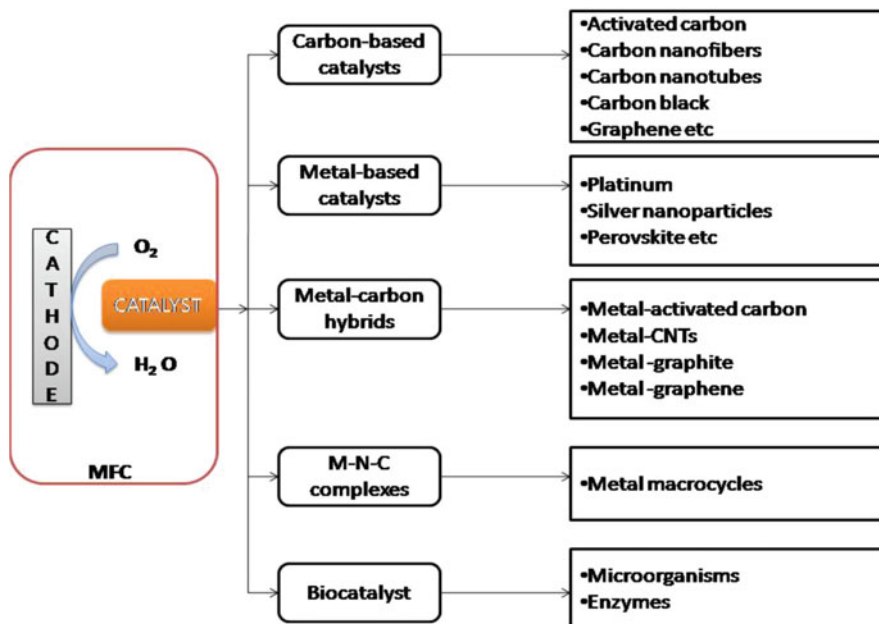 Carbon-based
catalysts
•Activated carbon
•Carbon nanofibers
•Carbon nanotubes
•Carbon black
•Graphene etc
Metal-based
catalysts
•Platinum
•Silver nanoparticles
•Perovskite etc
CATHODE
O₂
CATALYST
H₂O
MFC
Metal-carbon
hybrids
•Metal-activated carbon
•Metal-CNTs
•Metal-graphite
•Metal-graphene
M-N-C
complexes
•Metal macrocycles
Biocatalyst
•Microorganisms
•Enzymes